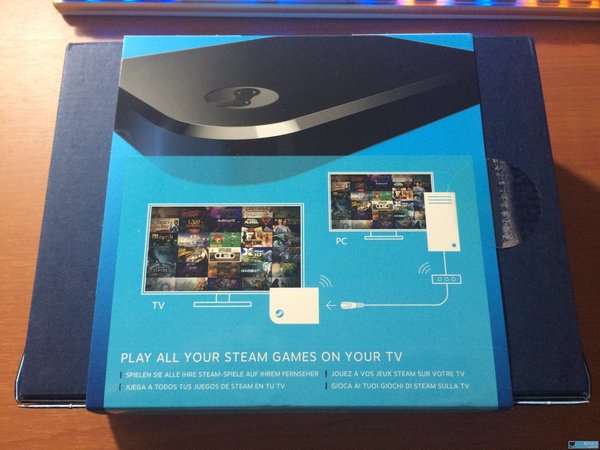 PC
TV
PLAY ALL YOUR STEAM GAMES ON YOUR TV
SPIELEN SIE ALLE IHRE STEAM-SPIELE AUF IHREM FERNSEHER
JUEGA A TODOS TUS JUEGOS DE STEAM EN TU TV
JOUEZ À VOS JEUX STEAM SUR VOTRE TV
GIOCA AI TUOI GIOCHI DI STEAM SULLA TV